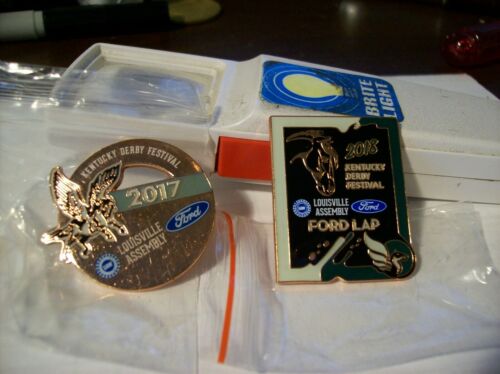 BRITE
LIGHT
KENTUCKY DERBY FESTIVAL
2017
Ford
LOUISVILLE
ASSEMBLY
2018
KENTUCKY
DERBY
FESTIVAL
LOUISVILLE
ASSEMBLY
Ford
FORD LAP